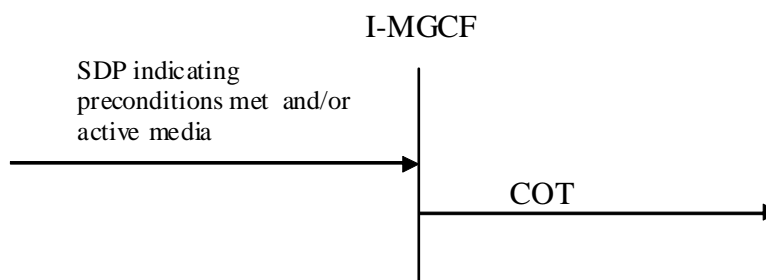 I-MGCF
SDP indicating
preconditions met and/or
active media
COT